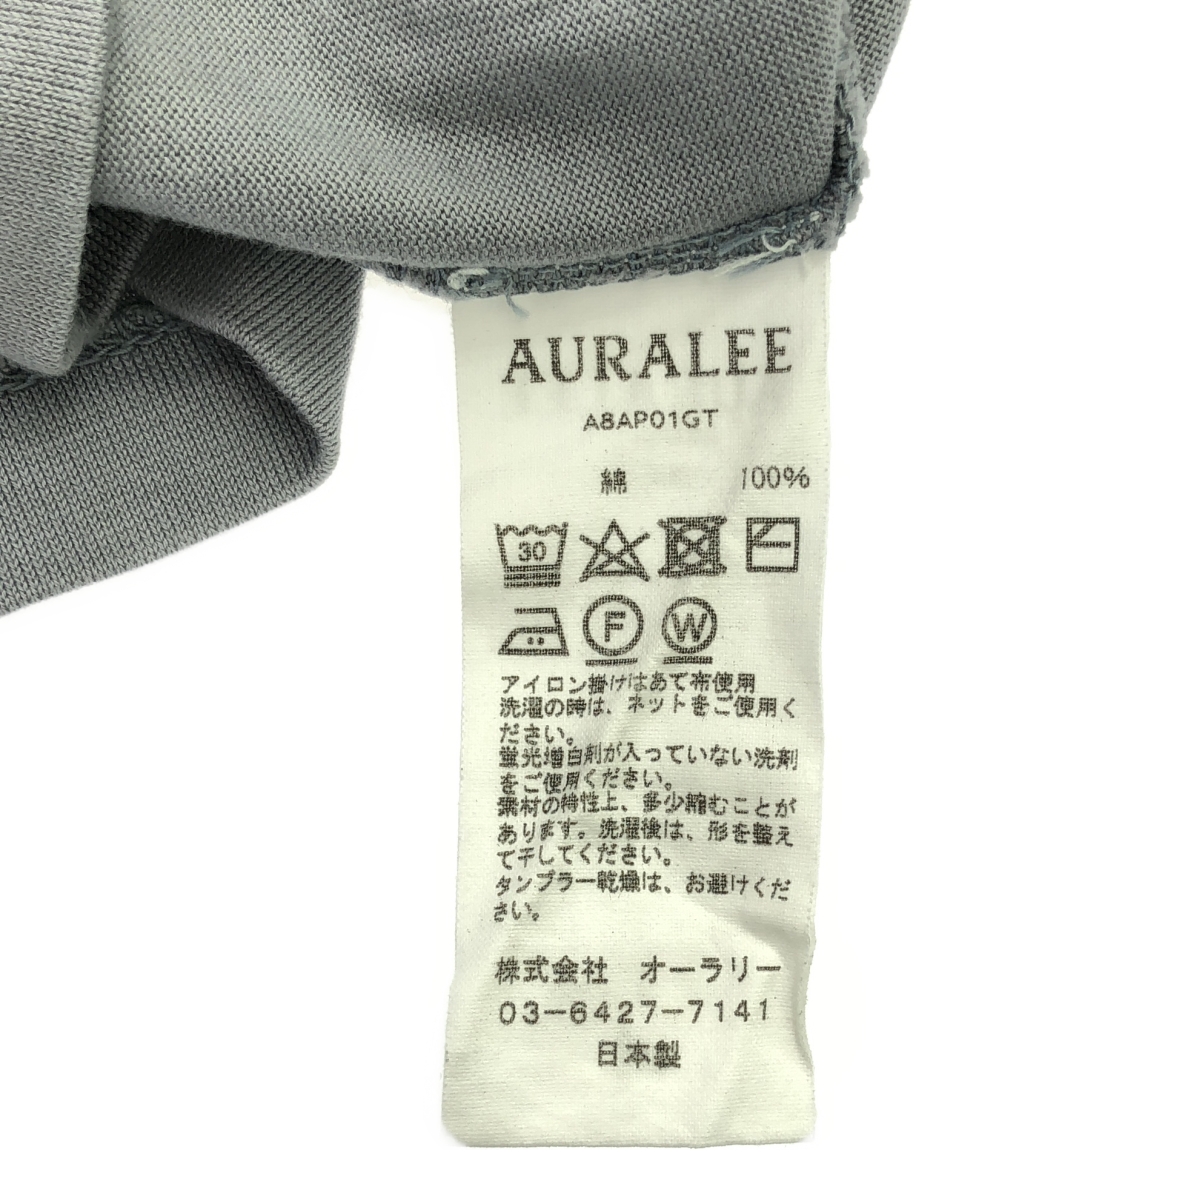 AURALEE
A8AP01GT
綿 100%
30
F W
アイロン掛けはあて布使用
洗濯の時は、ネットをご使用く
ださい。
蛍光増白剤が入っていない洗剤
をご使用ください。
素材の特性上、多少縮むことが
あります。洗濯後は、形を整え
て干してください。
タンブラー乾燥は、お避けくだ
さい。
株式会社 オーラリー
03-6427-7141
日本製